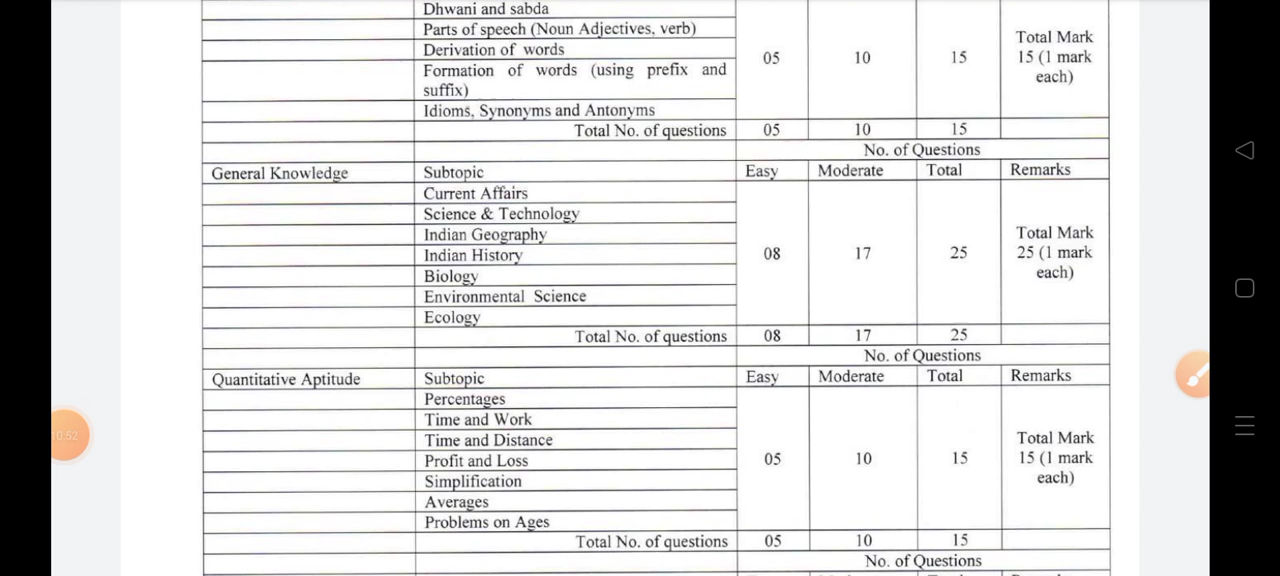 Dhwani and sabda
Parts of speech (Noun Adjectives, verb)
Derivation of words
Formation of words (using prefix and
suffix)
Idioms, Synonyms and Antonyms
05 10 15
Total Mark
15 (1 mark
each)
Total No. of questions 05 10 15
No. of Questions
General Knowledge Subtopic Easy Moderate Total Remarks
Current Affairs
Science & Technology
Indian Geography
Indian History
Biology
Environmental Science
Ecology
08 17 25
Total Mark
25 (1 mark
each)
Total No. of questions 08 17 25
No. of Questions
Quantitative Aptitude Subtopic Easy Moderate Total Remarks
Percentages
Time and Work
Time and Distance
Profit and Loss
Simplification
Averages
Problems on Ages
05 10 15
Total Mark
15 (1 mark
each)
Total No. of questions 05 10 15
No. of Questions
10:52